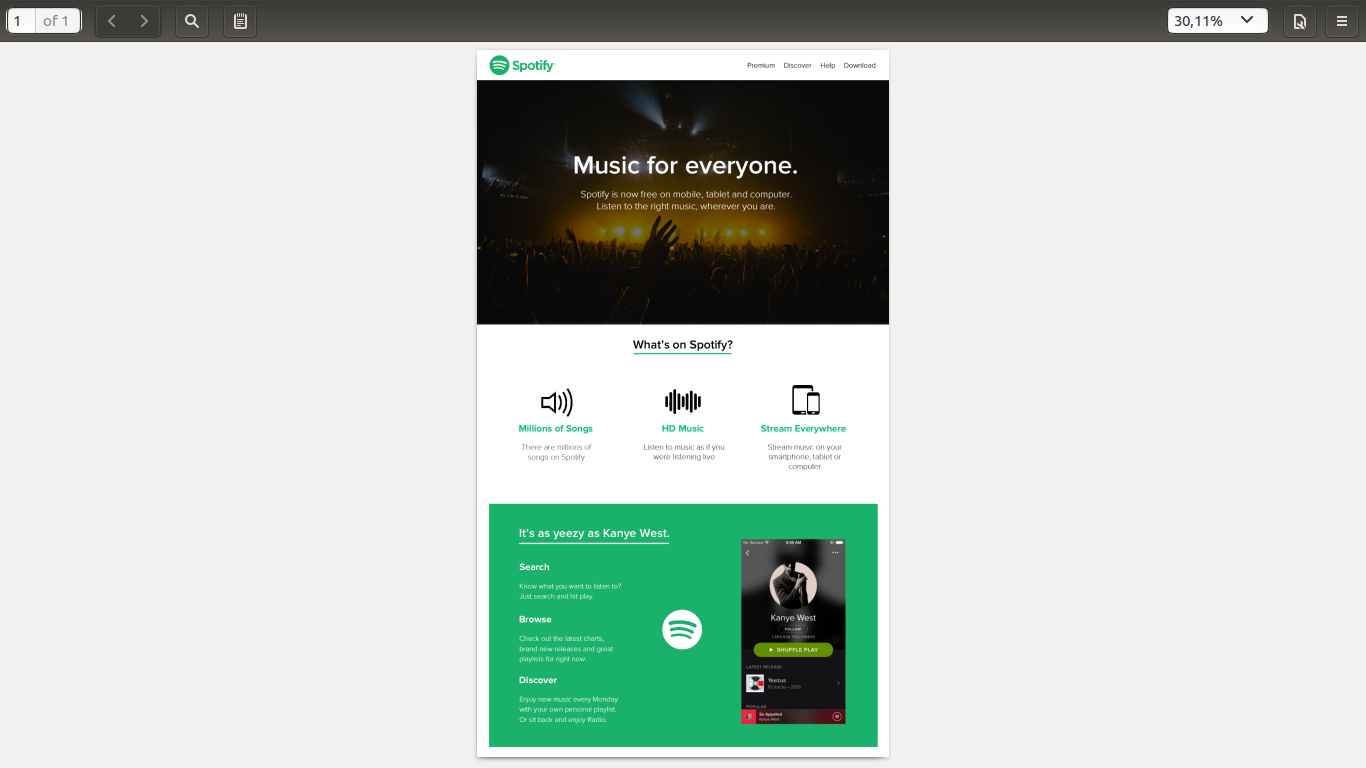 1 of 1
30,11%
Spotify
Premium Discover Help Download
Music for everyone.
Spotify is now free on mobile, tablet and computer.
Listen to the right music, wherever you are.
What's on Spotify?
Millions of Songs
There are millions of
songs on Spotify
HD Music
Listen to music as if you
were listening live
Stream Everywhere
Stream music on your
smartphone, tablet or
computer
It's as yeezy as Kanye West.
Search
Know what you want to listen to?
Just search and hit play.
Browse
Check out the latest charts,
brand new releases and great
playlists for right now.
Discover
Enjoy new music every Monday
with your own personal playlist.
Or sit back and enjoy Radio.
No Service 9:38 AM
Kanye West
FOLLOW
FOLLOWERS
SHUFFLE PLAY
LATEST RELEASE
Yeezus
10 tracks • 2013
POPULAR
So Appalled
Kanye West